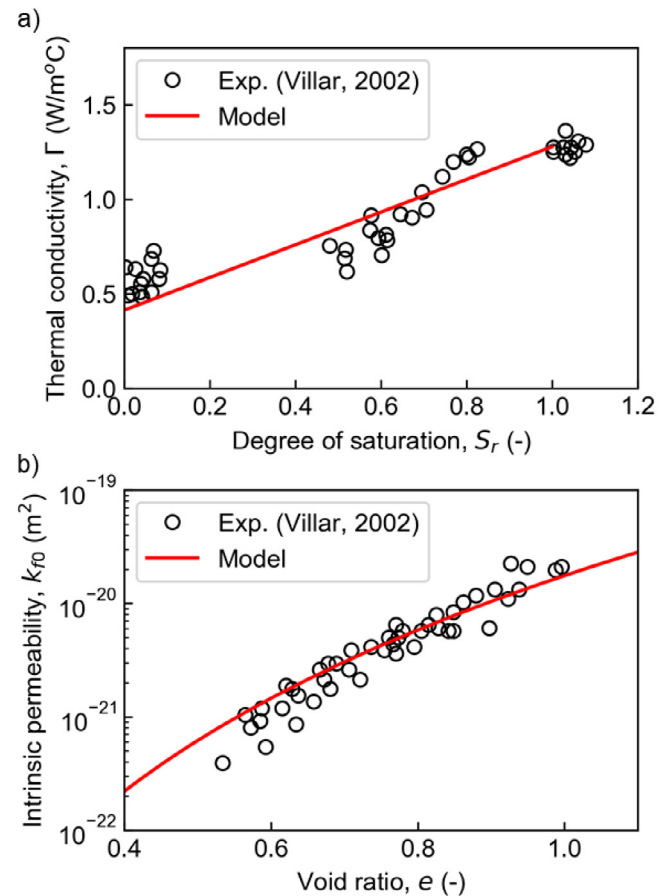 a)
Thermal conductivity, Γ (W/m°C)
1.5
1.0
0.5
0.0
Exp. (Villar, 2002)
Model
0.0 0.2 0.4 0.6 0.8 1.0 1.2
Degree of saturation, Sᵣ (-)
b)
Intrinsic permeability, k_{f0} (m²)
10⁻¹⁹
10⁻²⁰
10⁻²¹
10⁻²²
Exp. (Villar, 2002)
Model
0.4 0.6 0.8 1.0
Void ratio, e (-)